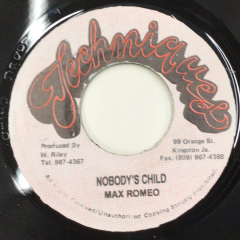 Techniques
Produced By
W. Riley
Tel: 967-4367
99 Orange St.
Kingston Ja.
Fax: (809) 967-4368
NOBODY'S CHILD
MAX ROMEO